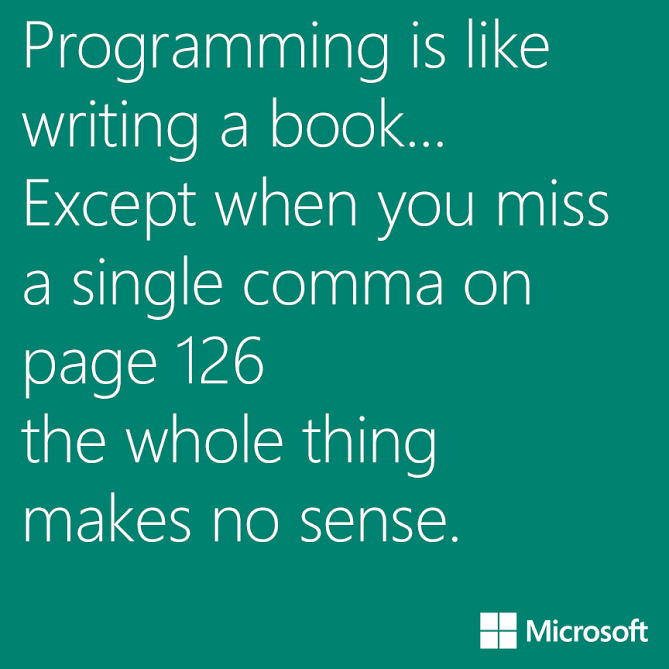 Programming is like
writing a book...
Except when you miss
a single comma on
page 126
the whole thing
makes no sense.
Microsoft